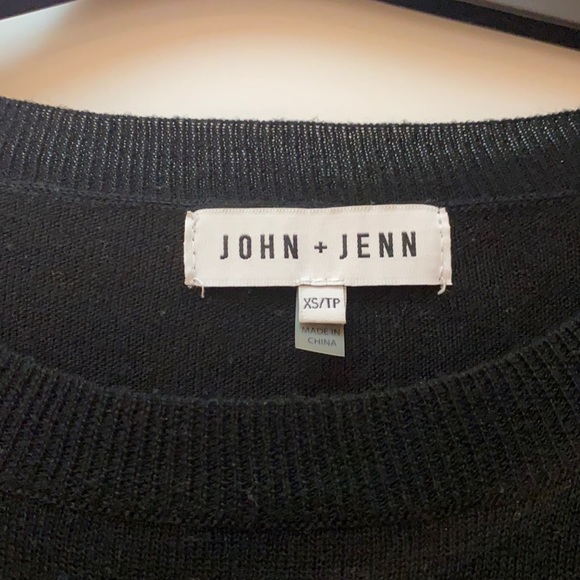 JOHN + JENN
XS/TP
MADE IN
CHINA